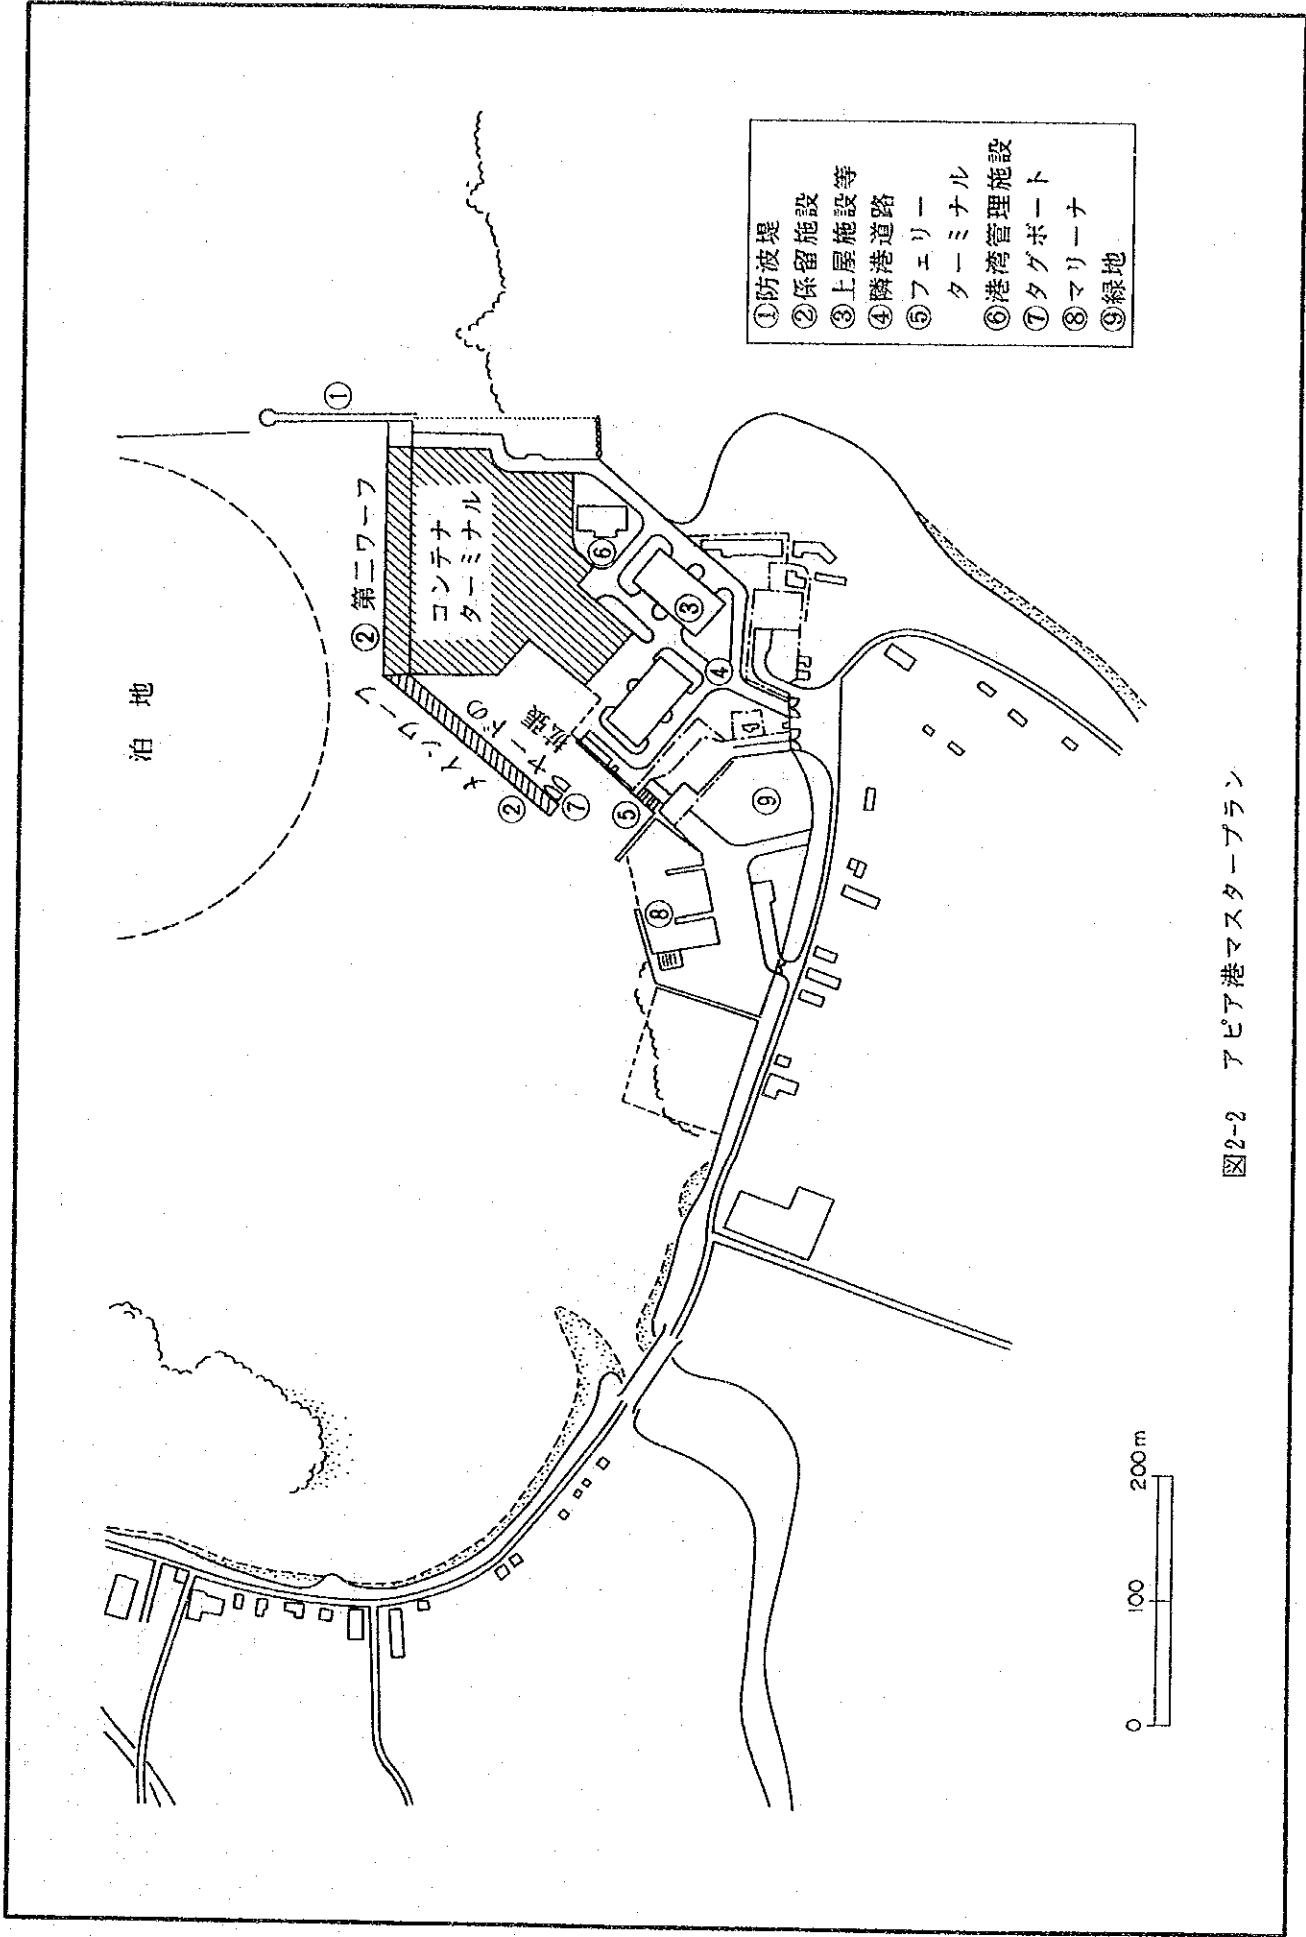 泊地
① 
② 第二ワーフ
コンテナ
ターミナル
メインワーフ
②
ヤードの
拡張
⑦
⑥
③
④
⑤
⑧
⑨
①防波堤
②係留施設
③上屋施設等
④隣港道路
⑤フェリー
ターミナル
⑥港湾管理施設
⑦タグボート
⑧マリーナ
⑨緑地
0 100 200m
図2-2 アピア港マスタープラン